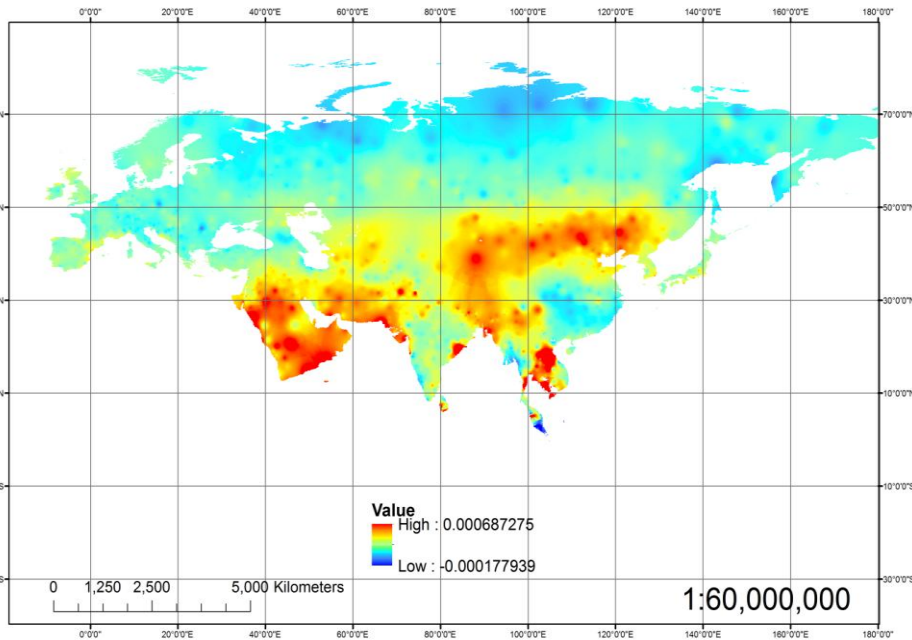 0°0'0" 20°0'0"E 40°0'0"E 60°0'0"E 80°0'0"E 100°0'0"E 120°0'0"E 140°0'0"E 160°0'0"E 180°0'0"
70°0'0"N
50°0'0"N
30°0'0"N
10°0'0"N
10°0'0"S
Value
High : 0.000687275
Low : -0.000177939
30°0'0"S
0 1,250 2,500 5,000 Kilometers
1:60,000,000
0°0'0" 20°0'0"E 40°0'0"E 60°0'0"E 80°0'0"E 100°0'0"E 120°0'0"E 140°0'0"E 160°0'0"E 180°0'0"